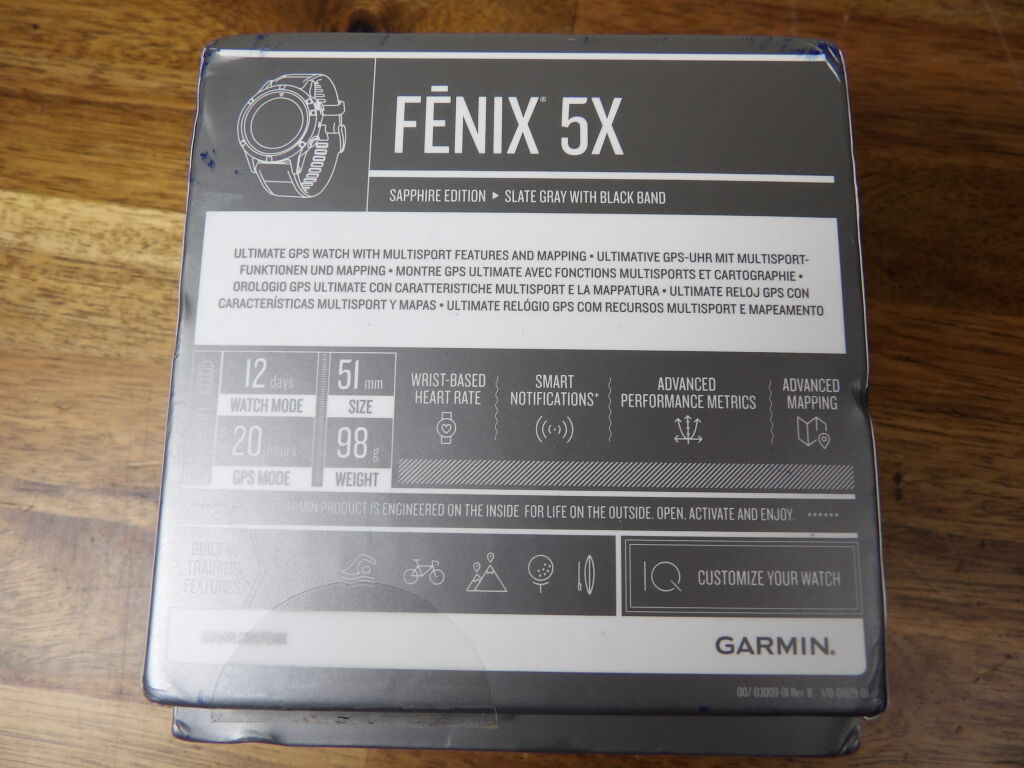 FĒNIX® 5X
SAPPHIRE EDITION ▸ SLATE GRAY WITH BLACK BAND
ULTIMATE GPS WATCH WITH MULTISPORT FEATURES AND MAPPING • ULTIMATIVE GPS-UHR MIT MULTISPORT-
FUNKTIONEN UND MAPPING • MONTRE GPS ULTIMATE AVEC FONCTIONS MULTISPORTS ET CARTOGRAPHIE •
OROLOGIO GPS ULTIMATE CON CARATTERISTICHE MULTISPORT E LA MAPPATURA • ULTIMATE RELOJ GPS CON
CARACTERÍSTICAS MULTISPORT Y MAPAS • ULTIMATE RELÓGIO GPS COM RECURSOS MULTISPORT E MAPEAMENTO
12 days
WATCH MODE
51 mm
SIZE
20 hours
GPS MODE
98 g
WEIGHT
WRIST-BASED
HEART RATE
SMART
NOTIFICATIONS*
ADVANCED
PERFORMANCE METRICS
ADVANCED
MAPPING
PRODUCT IS ENGINEERED ON THE INSIDE FOR LIFE ON THE OUTSIDE. OPEN, ACTIVATE AND ENJOY.
BUILT-IN
TRAINING
FEATURES
IQ CUSTOMIZE YOUR WATCH
GARMIN.
Rev. B